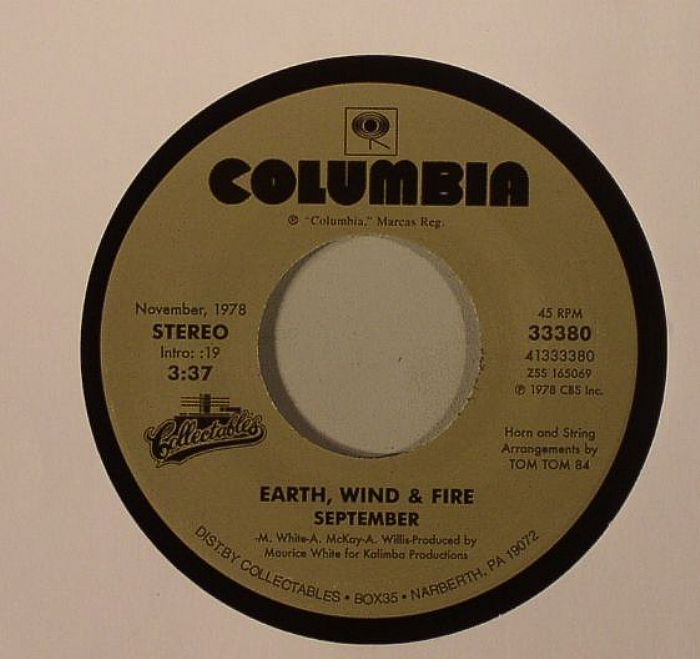 COLUMBIA
℗ "Columbia," Marcas Reg.
November, 1978
STEREO
Intro: :19
3:37
Collectables
45 RPM
33380
41333380
ZSS 165069
℗ 1978 CBS Inc.
Horn and String
Arrangements by
TOM TOM 84
EARTH, WIND & FIRE
SEPTEMBER
-M. White-A. McKay-A. Willis-Produced by
Maurice White for Kalimba Productions
DIST.BY COLLECTABLES • BOX35 • NARBERTH, PA 19072